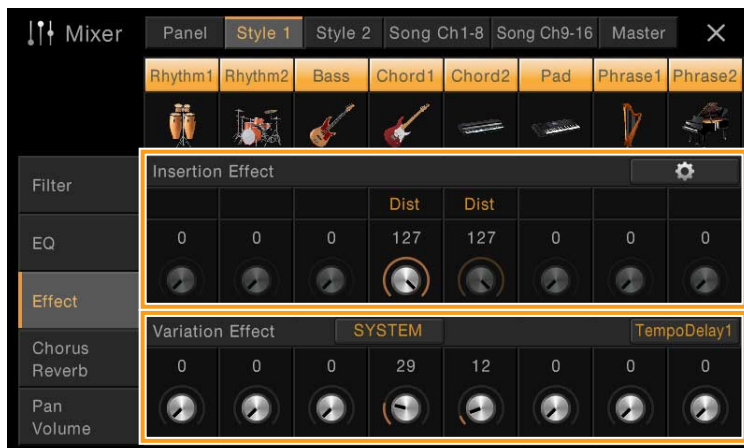 Mixer
Panel Style 1 Style 2 Song Ch1-8 Song Ch9-16 Master
Rhythm1 Rhythm2 Bass Chord1 Chord2 Pad Phrase1 Phrase2
Filter
EQ
Effect
Chorus
Reverb
Pan
Volume
Insertion Effect
Dist Dist
0 0 0 127 127 0 0 0
Variation Effect SYSTEM TempoDelay1
0 0 0 29 12 0 0 0